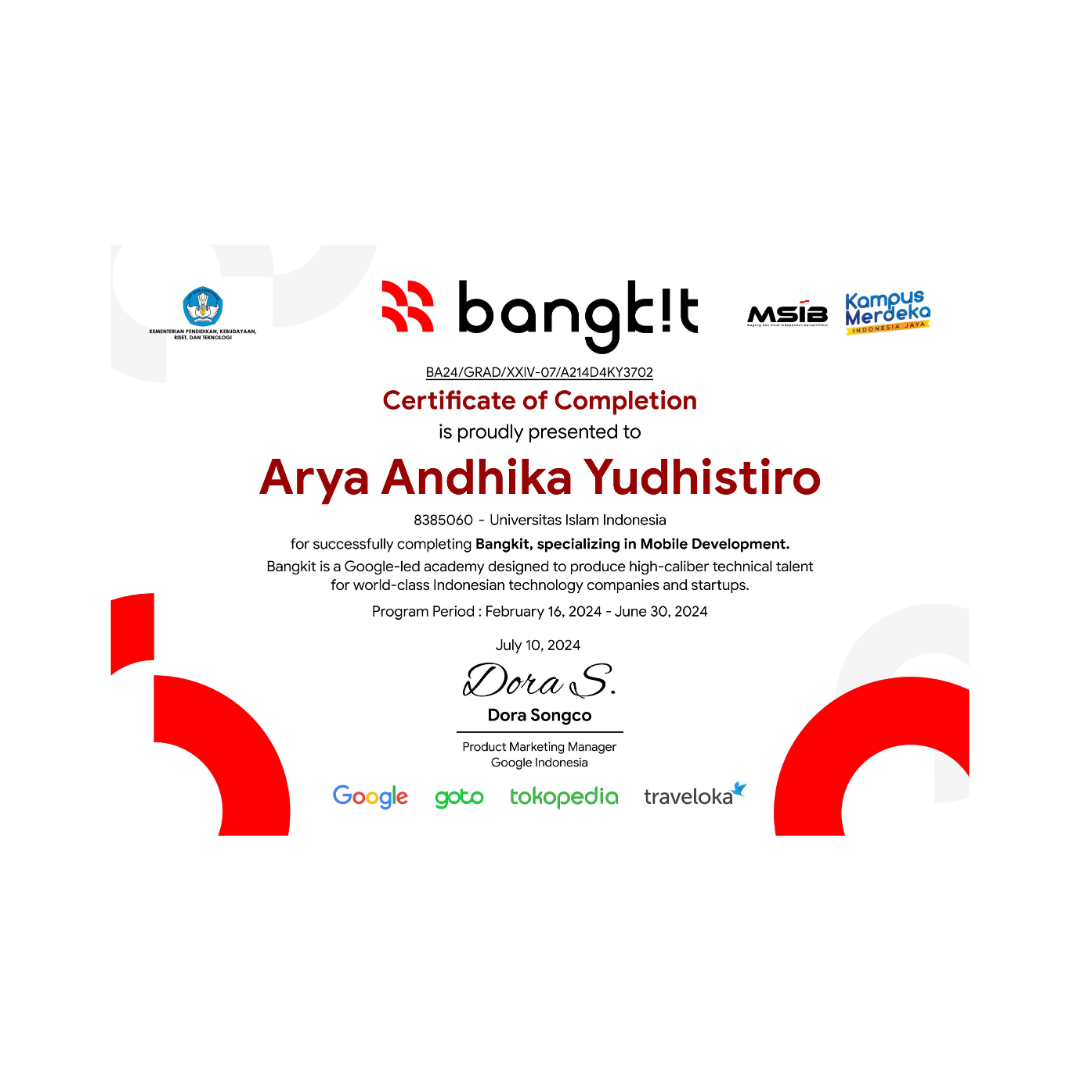 KEMENTERIAN PENDIDIKAN, KEBUDAYAAN,
RISET, DAN TEKNOLOGI
bangk!t
MSIB
Kampus
Merdeka
INDONESIA JAYA
BA24/GRAD/XXIV-07/A214D4KY3702
Certificate of Completion
is proudly presented to
Arya Andhika Yudhistiro
8385060 - Universitas Islam Indonesia
for successfully completing Bangkit, specializing in Mobile Development.
Bangkit is a Google-led academy designed to produce high-caliber technical talent
for world-class Indonesian technology companies and startups.
Program Period : February 16, 2024 - June 30, 2024
July 10, 2024
Dora S.
Dora Songco
Product Marketing Manager
Google Indonesia
Google goto tokopedia traveloka